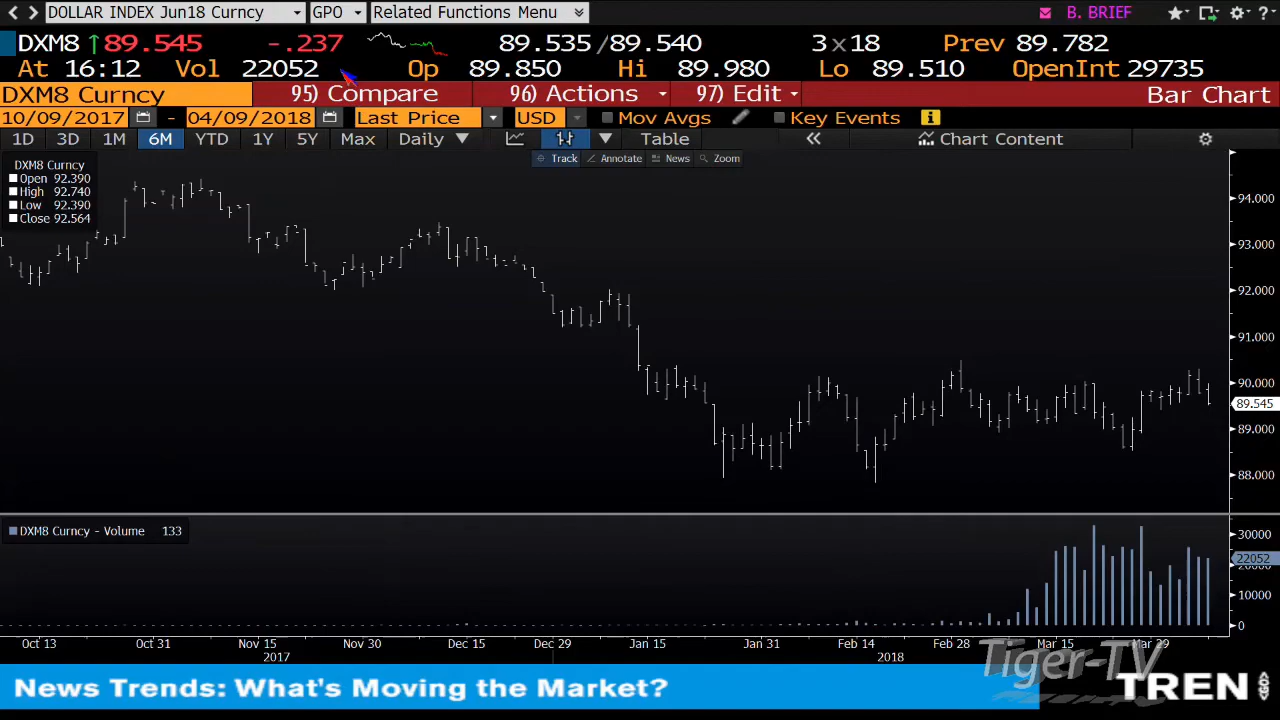 DOLLAR INDEX Jun18 Curncy GPO Related Functions Menu B. BRIEF ?
DXM8 ↑89.545 -.237 89.535/89.540 3x18 Prev 89.782
At 16:12 Vol 22052 Op 89.850 Hi 89.980 Lo 89.510 OpenInt 29735
DXM8 Curncy 95) Compare 96) Actions 97) Edit Bar Chart
10/09/2017 - 04/09/2018 Last Price USD Mov Avgs Key Events i
1D 3D 1M 6M YTD 1Y 5Y Max Daily Table « Chart Content
Track Annotate News Zoom
DXM8 Curncy
Open 92.390
High 92.740
Low 92.390
Close 92.564
94.000
93.000
92.000
91.000
90.000
89.545
89.000
88.000
DXM8 Curncy - Volume 133
30000
22052
20000
10000
0
Oct 13 Oct 31 Nov 15 Nov 30 Dec 15 Dec 29 Jan 15 Jan 31 Feb 14 Feb 28 Mar 15 Mar 29
2017 2018
Tiger-TV
News Trends: What's Moving the Market? TREN